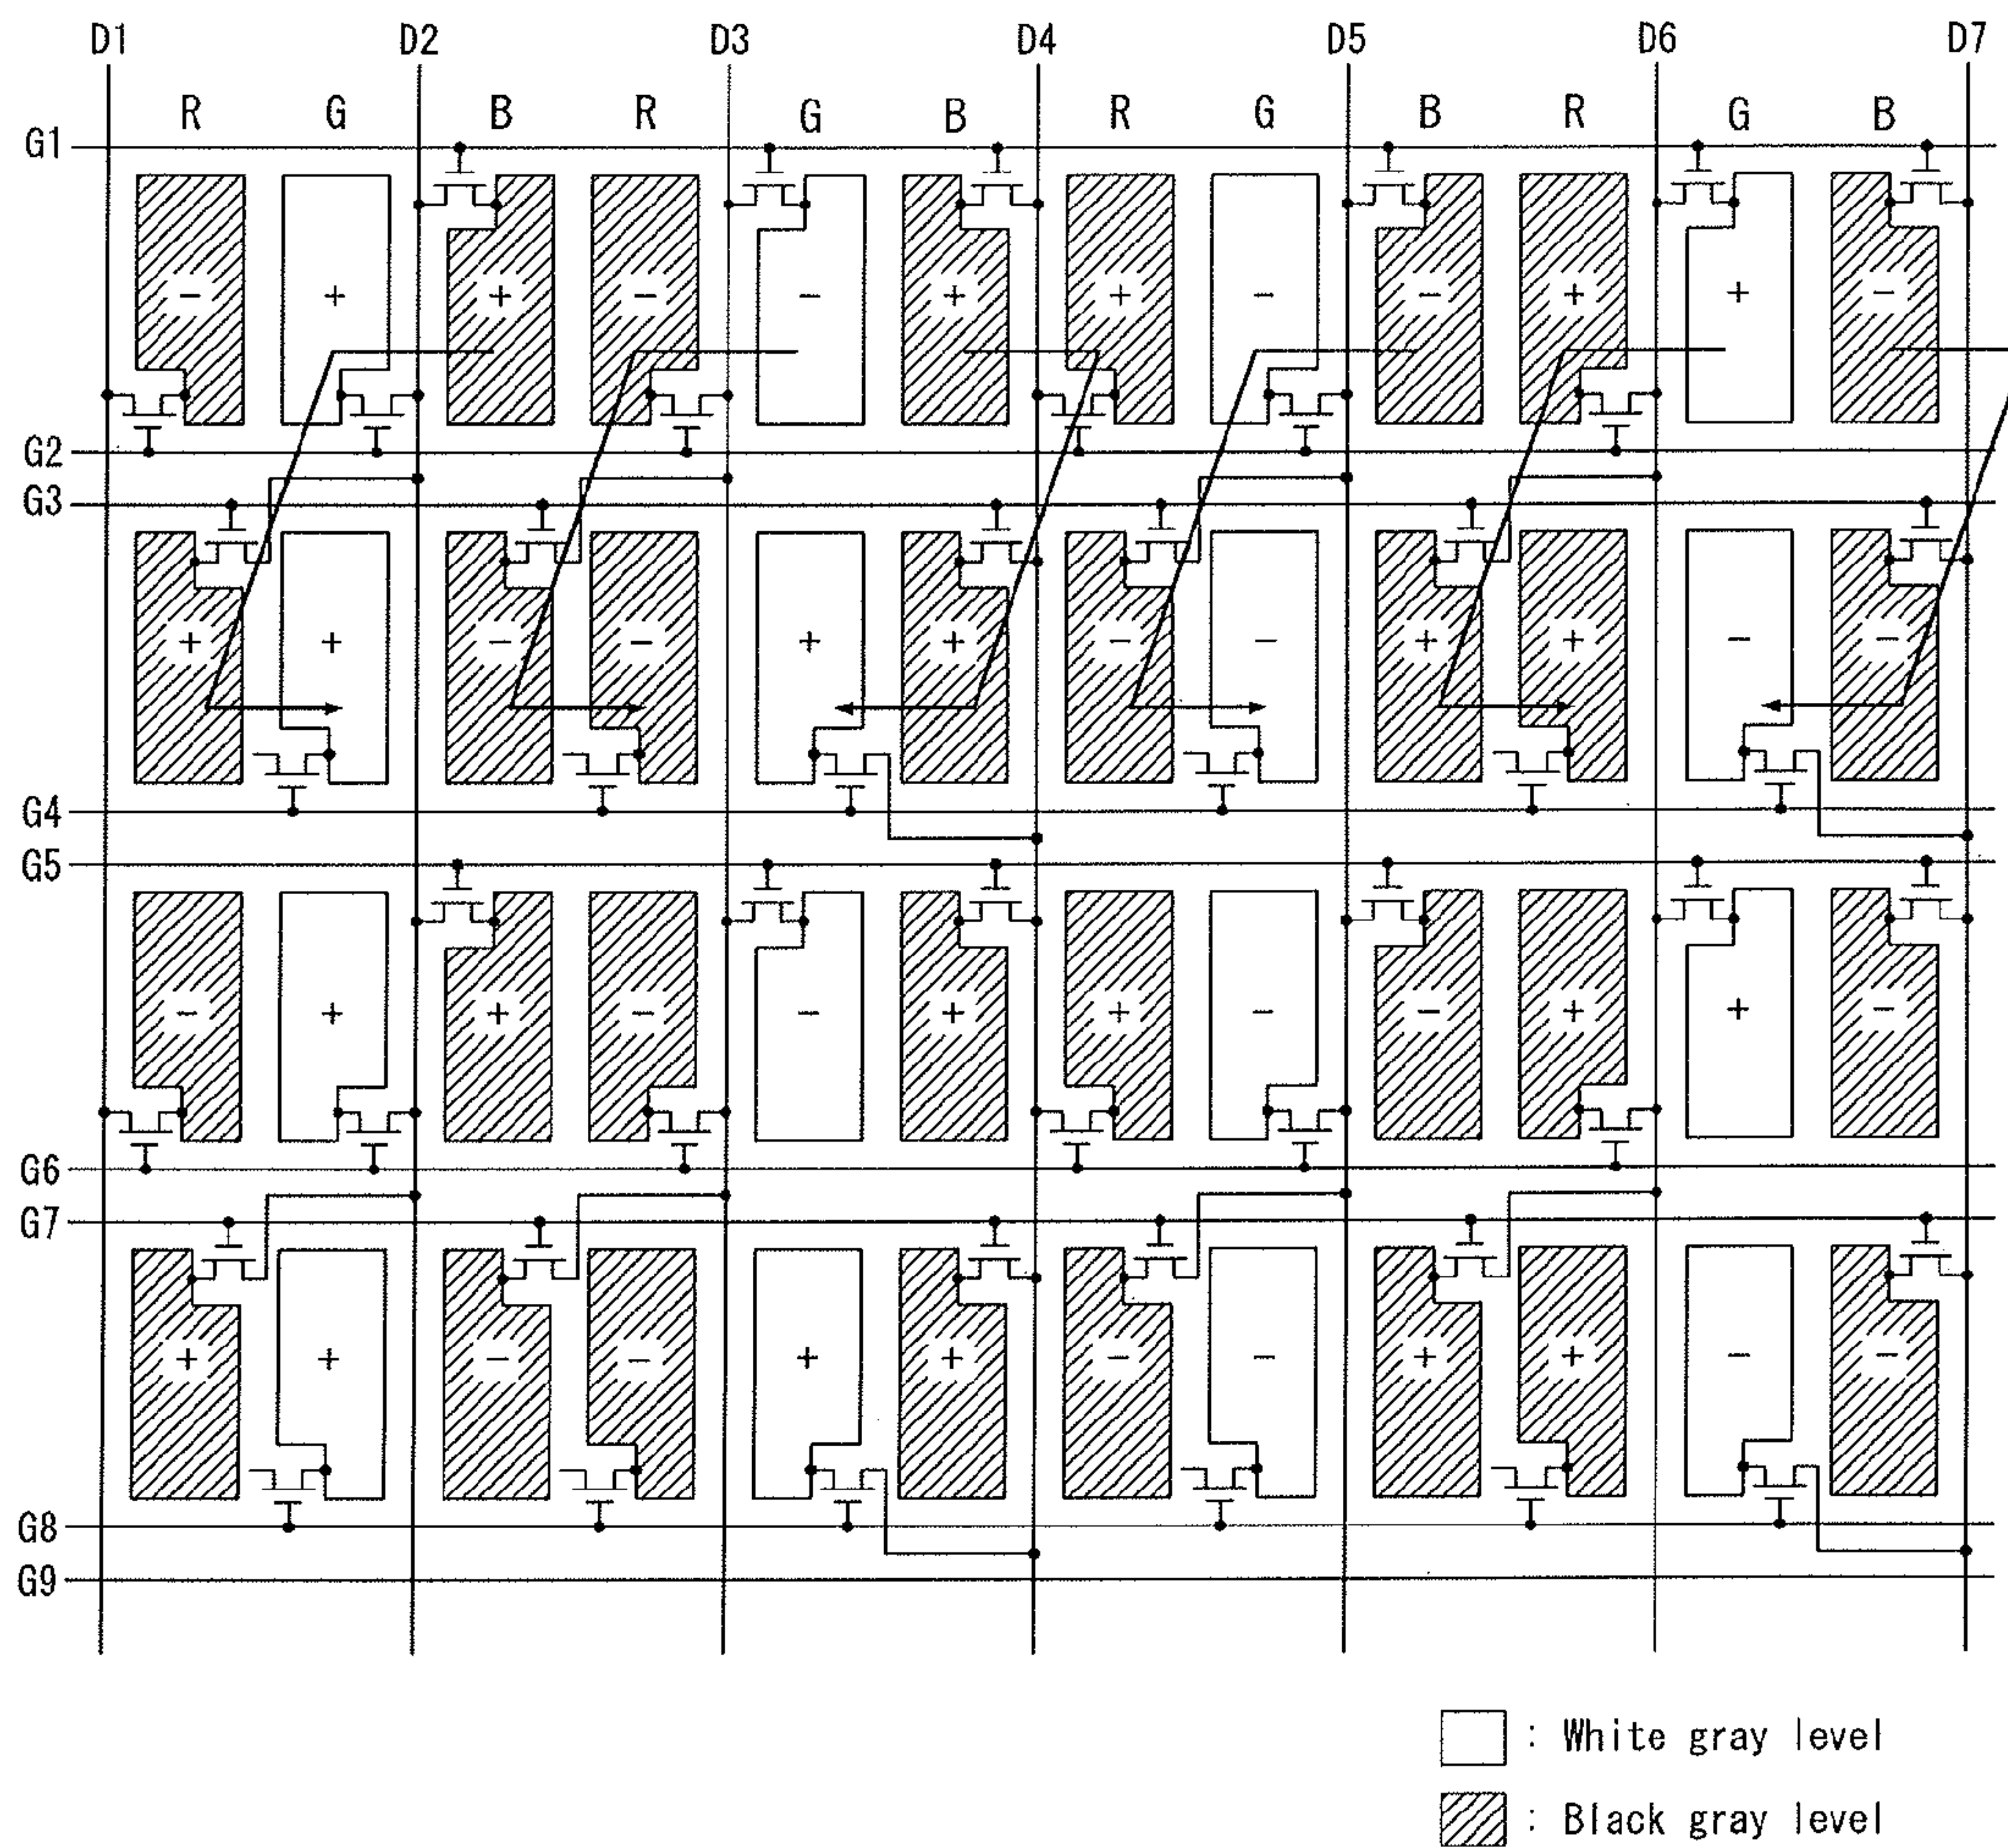 D1 D2 D3 D4 D5 D6 D7
R G B R G B R G B R G B
G1
- + + - - + + - - + + -
G2
G3
+ + - - + + - - + + - -
G4
G5
- + + - - + + - - + + -
G6
G7
+ + - - + + - - + + - -
G8
G9
: White gray level
: Black gray level